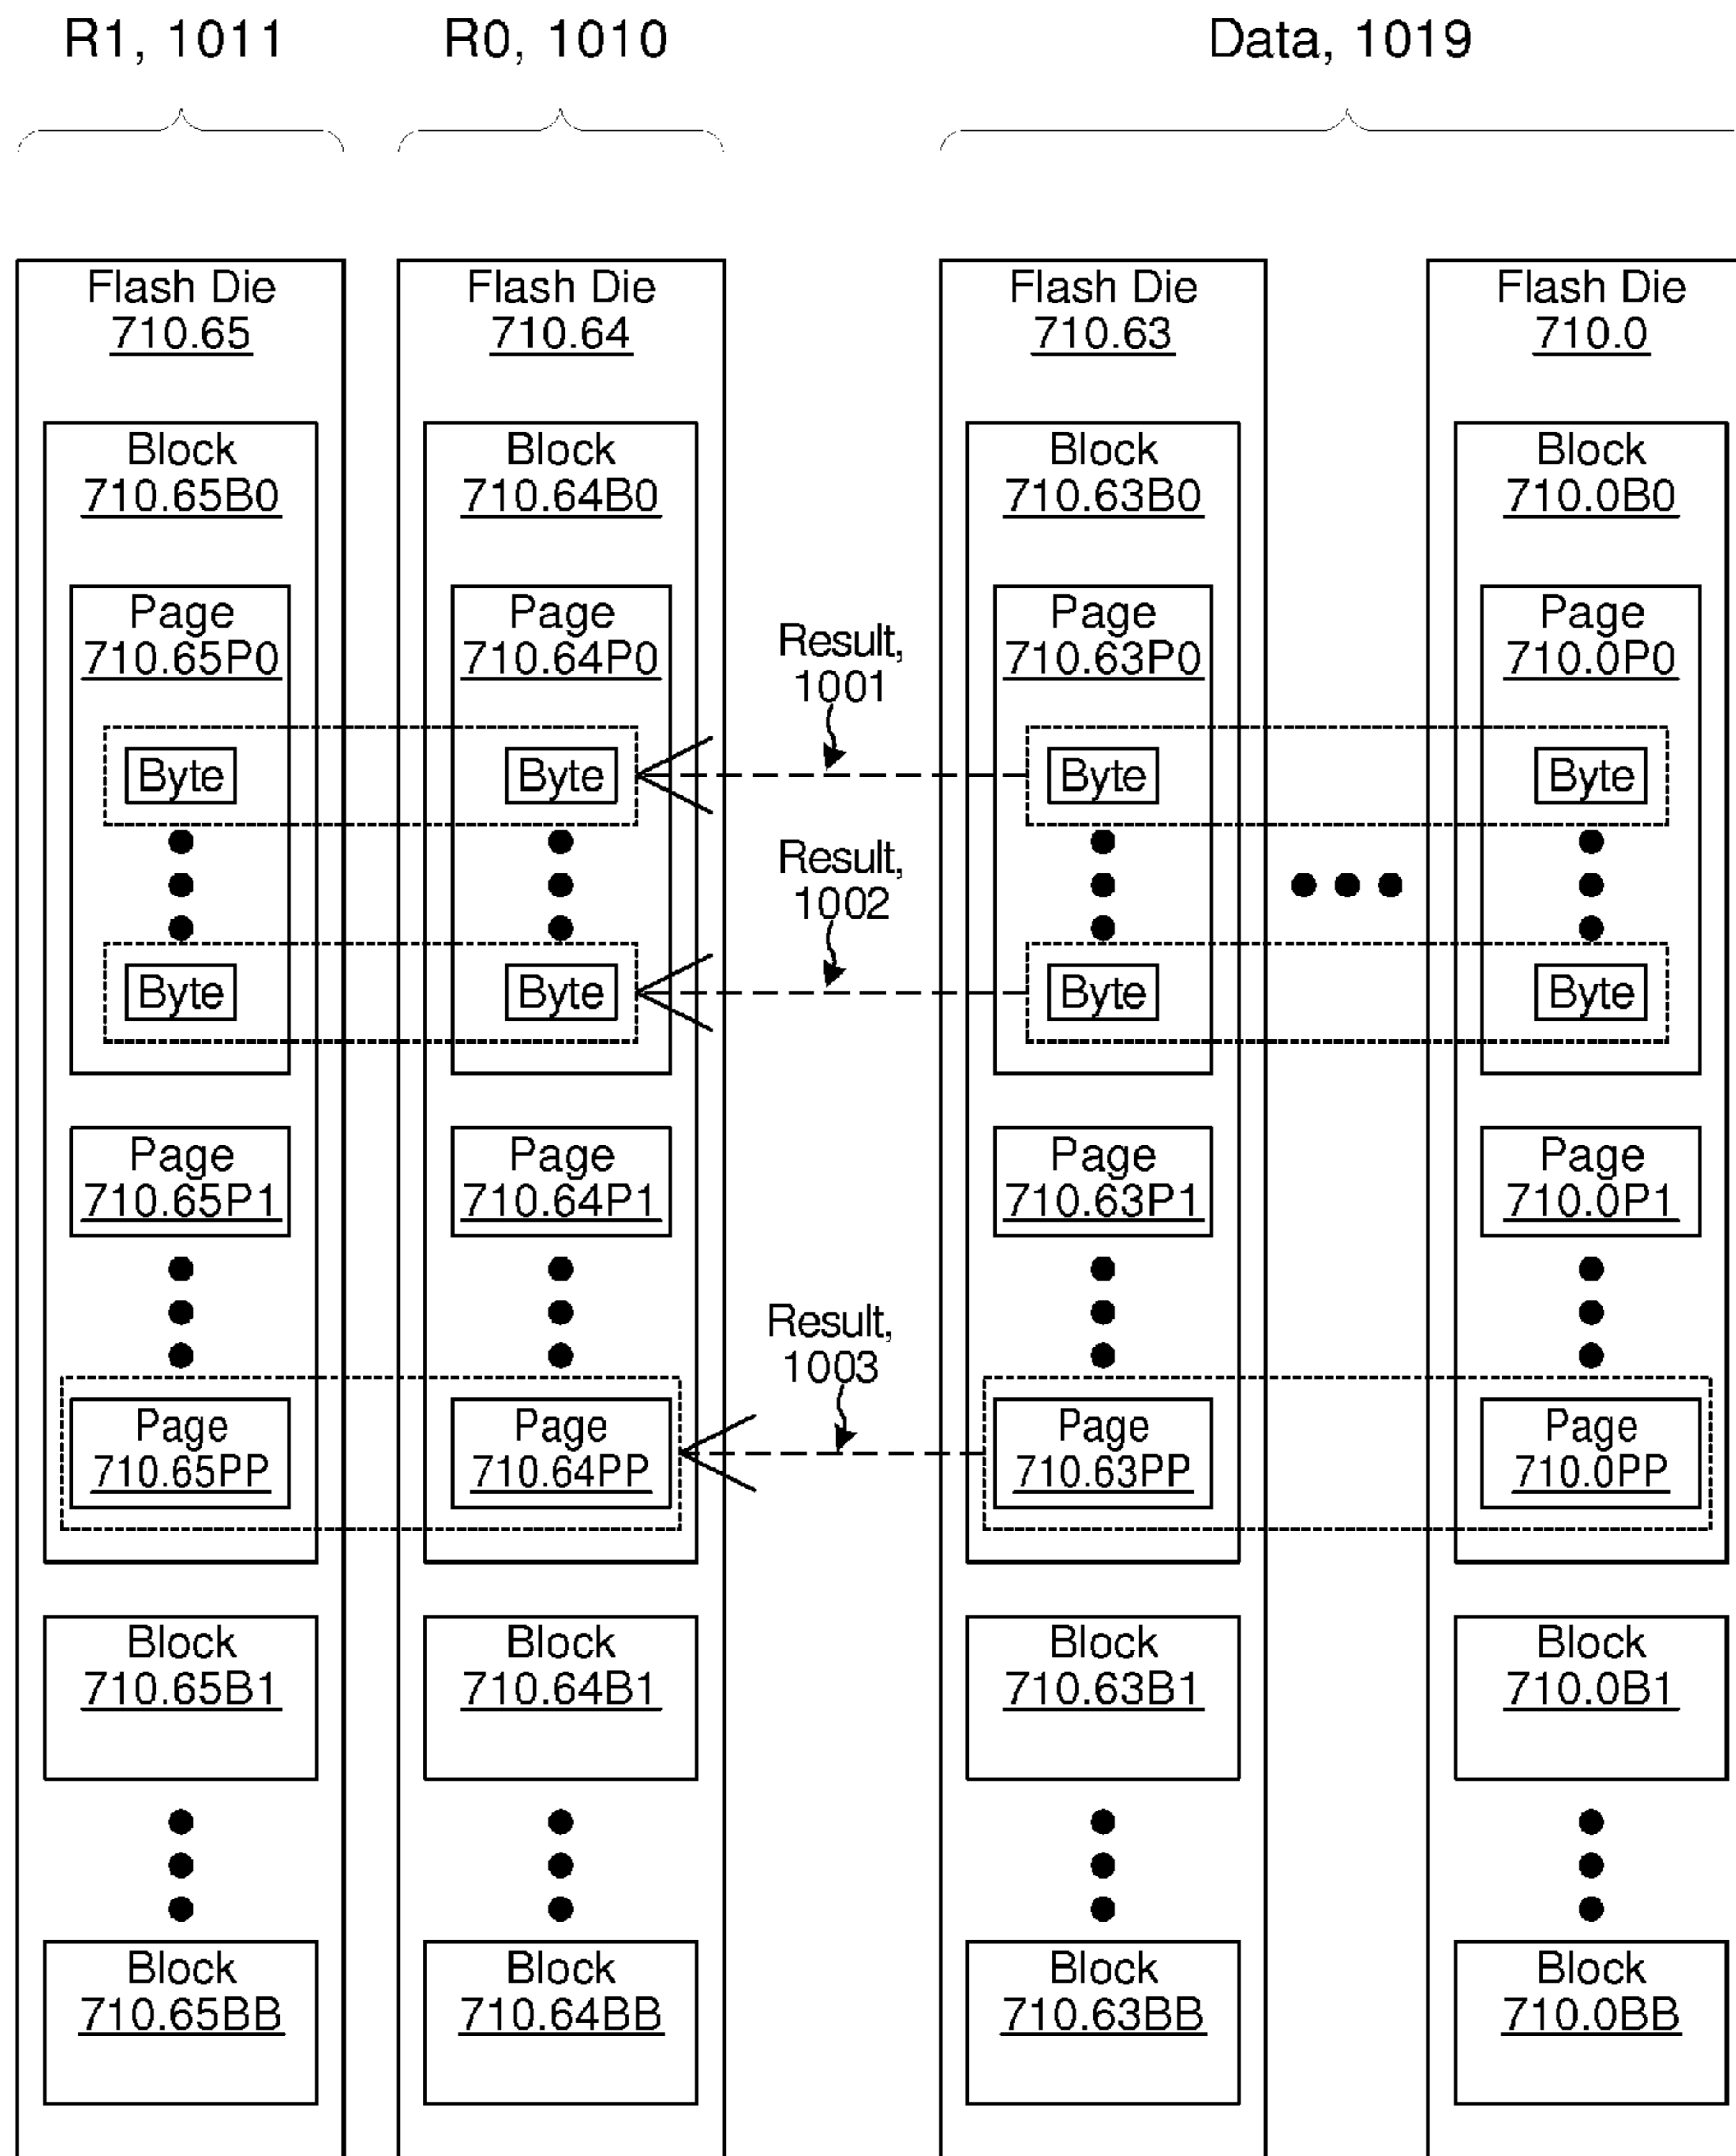 R1, 1011
R0, 1010
Data, 1019
Flash Die
710.65
Flash Die
710.64
Flash Die
710.63
Flash Die
710.0
Block
710.65B0
Block
710.64B0
Block
710.63B0
Block
710.0B0
Page
710.65P0
Page
710.64P0
Page
710.63P0
Page
710.0P0
Result,
1001
Byte
Byte
Byte
Byte
Result,
1002
Byte
Byte
Byte
Byte
Page
710.65P1
Page
710.64P1
Page
710.63P1
Page
710.0P1
Result,
1003
Page
710.65PP
Page
710.64PP
Page
710.63PP
Page
710.0PP
Block
710.65B1
Block
710.64B1
Block
710.63B1
Block
710.0B1
Block
710.65BB
Block
710.64BB
Block
710.63BB
Block
710.0BB